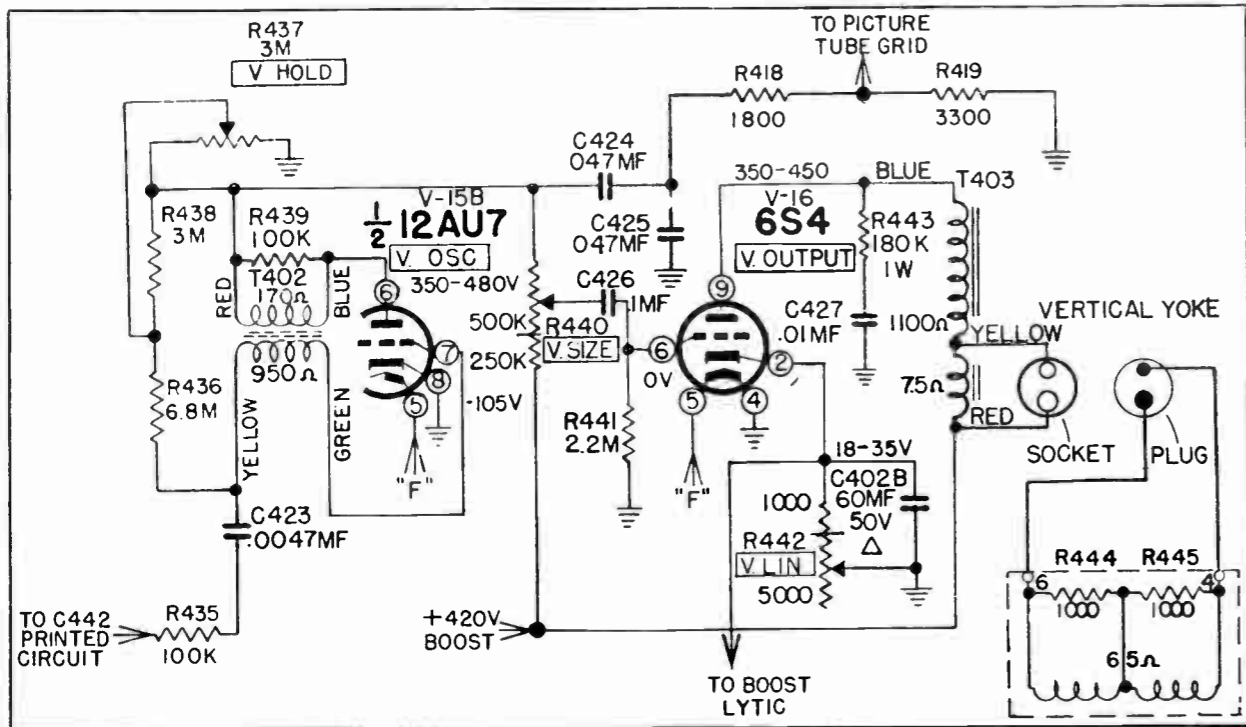 R437
3M
V HOLD
TO PICTURE
TUBE GRID
R418
1800
R419
3300
C424
.047MF
350-450
BLUE
T403
V-15B
1/2 12AU7
V. OSC
R438
3M
R439
100K
T402
170Ω
RED
BLUE
6
350-480V
C425
.047MF
V-16
6S4
V. OUTPUT
R443
180K
1W
C426
.1MF
9
C427
.01MF
1100Ω
VERTICAL YOKE
500K
R440
V. SIZE
250K
7
8
5
-105V
"F"
950Ω
YELLOW
GREEN
R436
6.8M
6
0V
2
5
4
"F"
YELLOW
7.5Ω
RED
SOCKET
PLUG
R441
2.2M
18-35V
C402B
60MF
50V
△
1000
R442
V. LIN
5000
C423
.0047MF
TO C442
PRINTED
CIRCUIT
R435
100K
+420V
BOOST
TO BOOST
LYTIC
6
R444
1000
R445
1000
4
65Ω